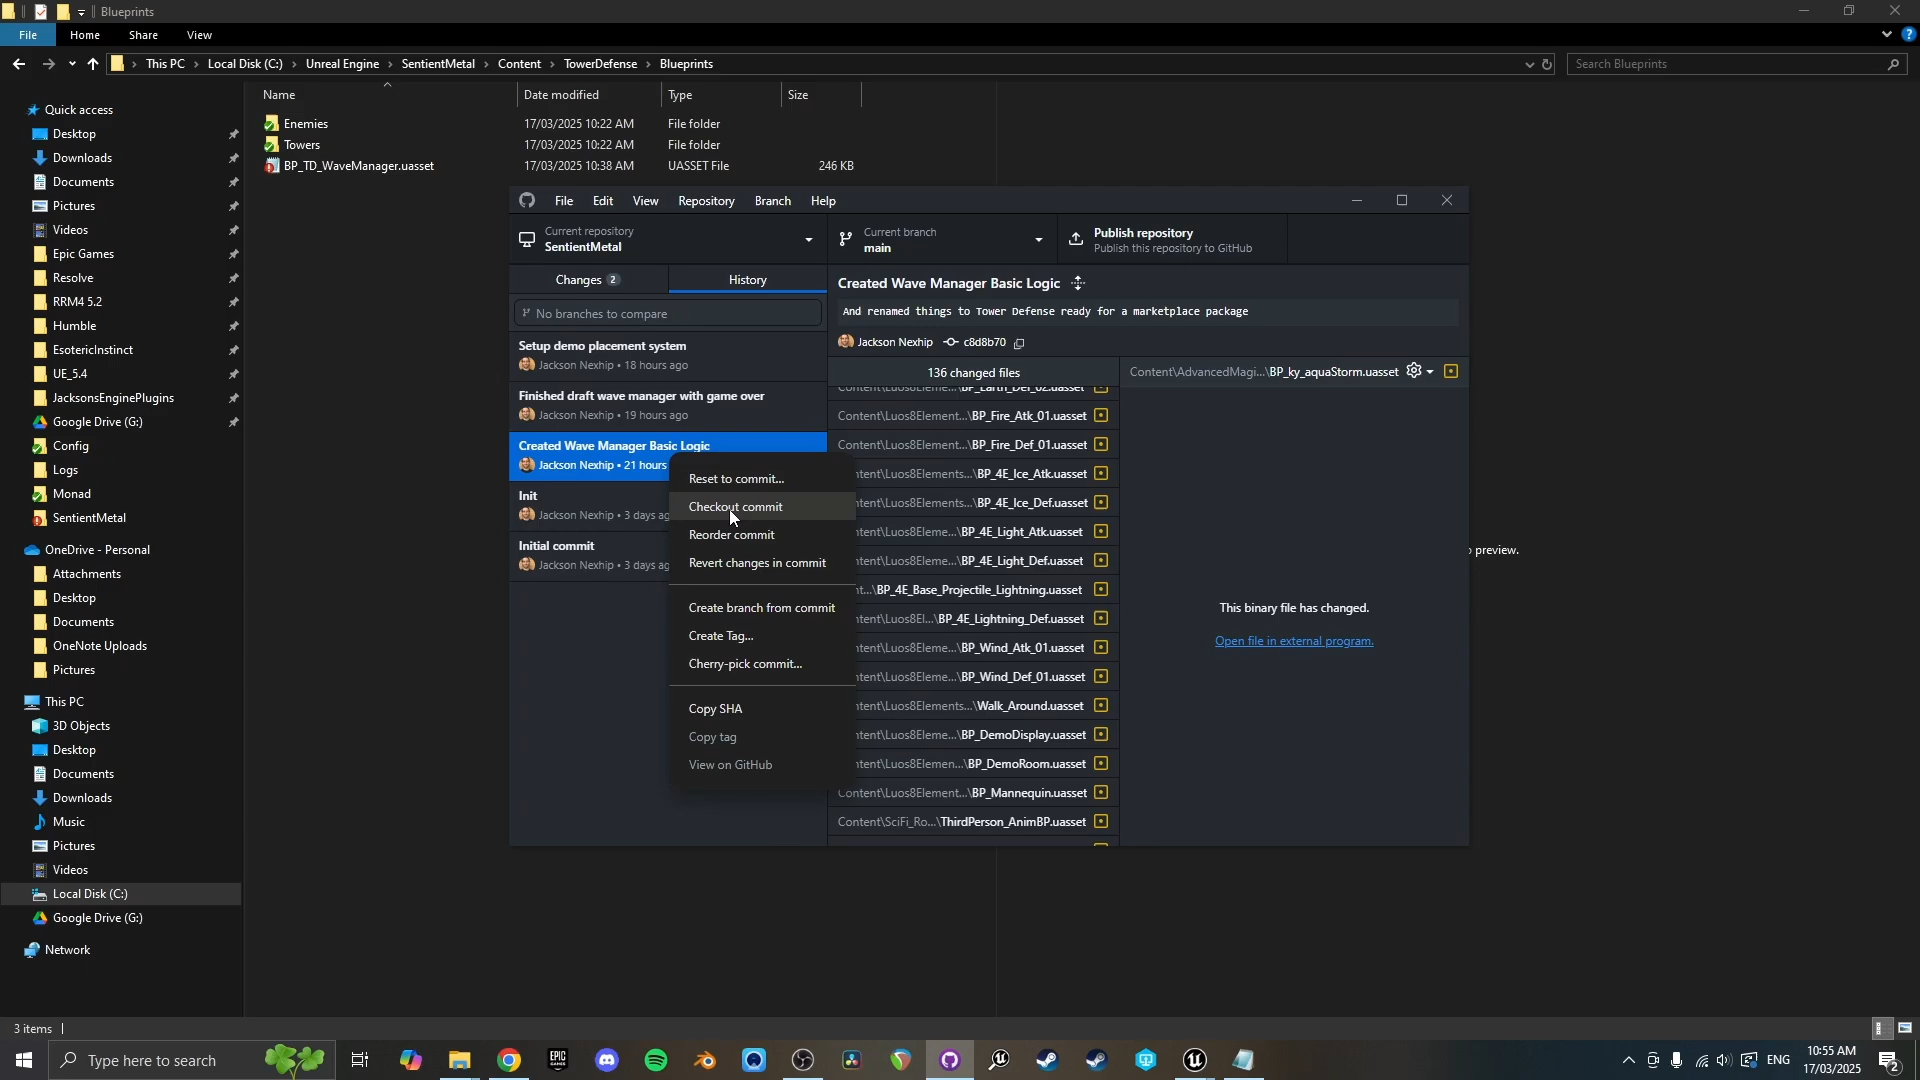 Blueprints
File Home Share View
This PC Local Disk (C:) Unreal Engine SentientMetal Content TowerDefense Blueprints
Search Blueprints
Name Date modified Type Size
Enemies 17/03/2025 10:22 AM File folder
Towers 17/03/2025 10:22 AM File folder
BP_TD_WaveManager.uasset 17/03/2025 10:38 AM UASSET File 246 KB
Quick access
Desktop
Downloads
Documents
Pictures
Videos
Epic Games
Resolve
RRM4 5.2
Humble
EsotericInstinct
UE_5.4
JacksonsEnginePlugins
Google Drive (G:)
Config
Logs
Monad
SentientMetal
OneDrive - Personal
Attachments
Desktop
Documents
OneNote Uploads
Pictures
This PC
3D Objects
Desktop
Documents
Downloads
Music
Pictures
Videos
Local Disk (C:)
Google Drive (G:)
Network
File Edit View Repository Branch Help
Current repository
SentientMetal
Current branch
main
Publish repository
Publish this repository to GitHub
Changes 2 History
No branches to compare
Setup demo placement system
Jackson Nexhip • 18 hours ago
Finished draft wave manager with game over
Jackson Nexhip • 19 hours ago
Created Wave Manager Basic Logic
Jackson Nexhip • 21 hours
Init
Jackson Nexhip • 3 days ag
Initial commit
Jackson Nexhip • 3 days ag
Reset to commit...
Checkout commit
Reorder commit
Revert changes in commit
Create branch from commit
Create Tag...
Cherry-pick commit...
Copy SHA
Copy tag
View on GitHub
Created Wave Manager Basic Logic
And renamed things to Tower Defense ready for a marketplace package
Jackson Nexhip c8d8b70
136 changed files
Content\Luos8Element...\BP_Earth_Def_02.uasset
Content\Luos8Element...\BP_Fire_Atk_01.uasset
Content\Luos8Element...\BP_Fire_Def_01.uasset
ntent\Luos8Elements...\BP_4E_Ice_Atk.uasset
ntent\Luos8Elements...\BP_4E_Ice_Def.uasset
ntent\Luos8Eleme...\BP_4E_Light_Atk.uasset
ntent\Luos8Eleme...\BP_4E_Light_Def.uasset
nt...\BP_4E_Base_Projectile_Lightning.uasset
ntent\Luos8El...\BP_4E_Lightning_Def.uasset
ntent\Luos8Eleme...\BP_Wind_Atk_01.uasset
ntent\Luos8Eleme...\BP_Wind_Def_01.uasset
ntent\Luos8Elements...\Walk_Around.uasset
ntent\Luos8Eleme...\BP_DemoDisplay.uasset
ntent\Luos8Elemen...\BP_DemoRoom.uasset
Content\Luos8Element...\BP_Mannequin.uasset
Content\SciFi_Ro...\ThirdPerson_AnimBP.uasset
Content\AdvancedMagi...\BP_ky_aquaStorm.uasset
This binary file has changed.
Open file in external program.
preview.
3 items
Type here to search
ENG
10:55 AM
17/03/2025
2